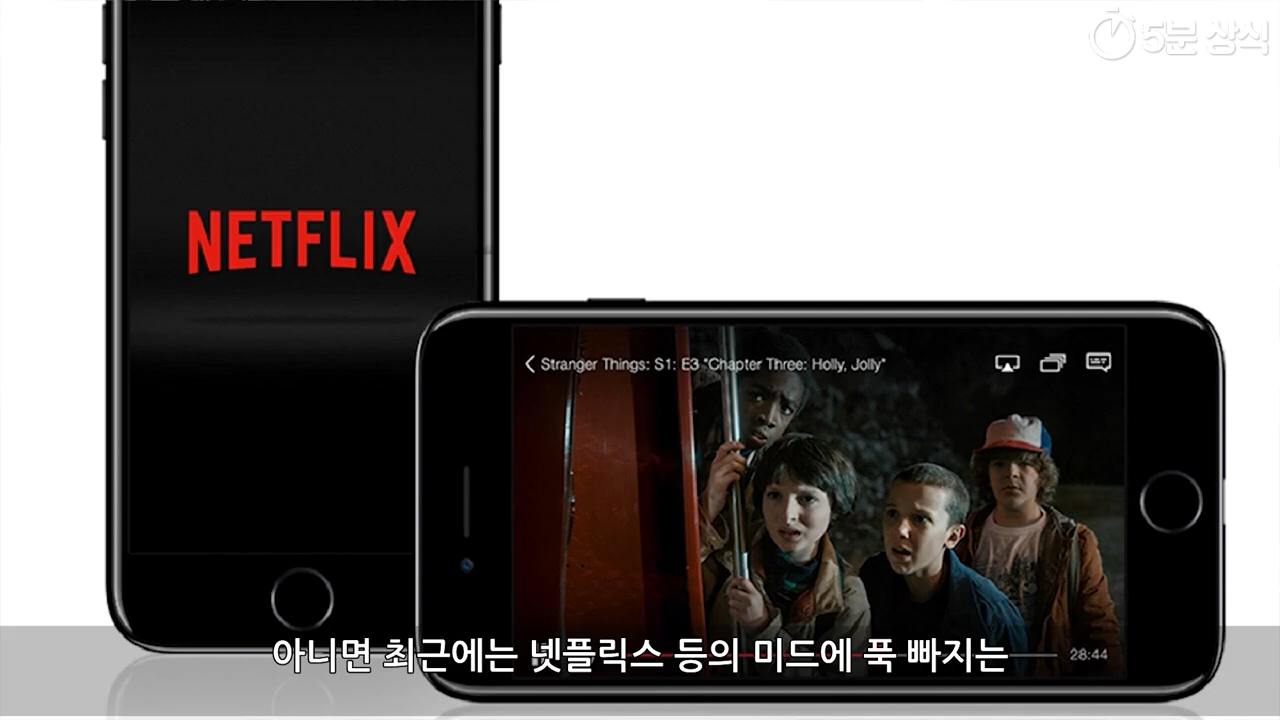 5분 상식
NETFLIX
Stranger Things: S1: E3 "Chapter Three: Holly, Jolly"
아니면 최근에는 넷플릭스 등의 미드에 푹 빠지는
28:44